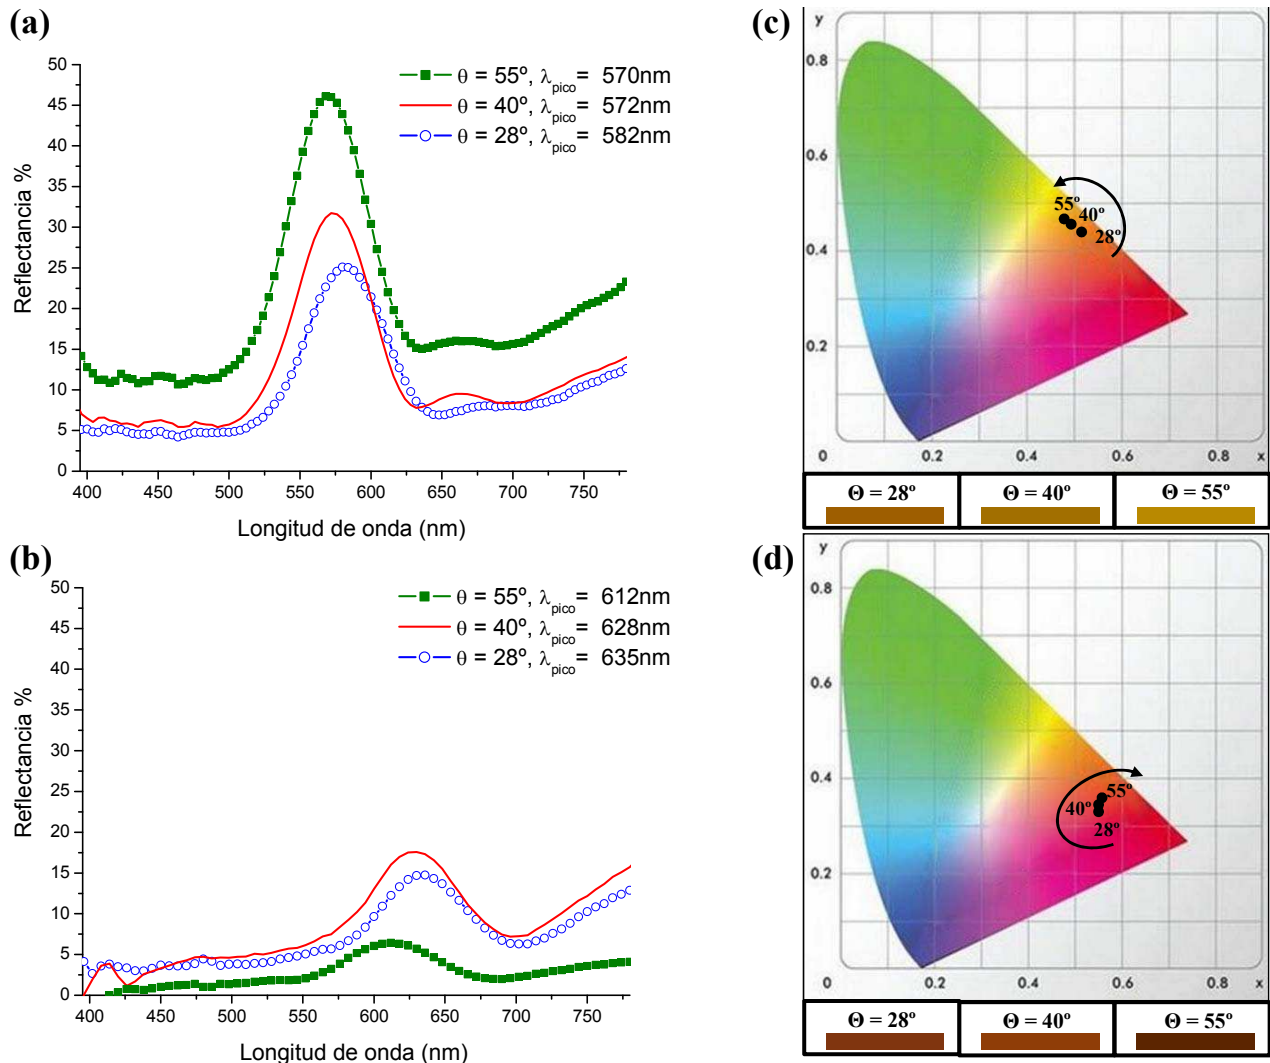 (a)
50
45
40
35
30
25
20
15
10
5
0
Reflectancia %
θ = 55º, λpico = 570nm
θ = 40º, λpico = 572nm
θ = 28º, λpico = 582nm
400 450 500 550 600 650 700 750
Longitud de onda (nm)
(c)
y
0.8
0.6
0.4
0.2
0 0.2 0.4 0.6 0.8 x
55º
40º
28º
Θ = 28º Θ = 40º Θ = 55º
(b)
50
45
40
35
30
25
20
15
10
5
0
Reflectancia %
θ = 55º, λpico = 612nm
θ = 40º, λpico = 628nm
θ = 28º, λpico = 635nm
400 450 500 550 600 650 700 750
Longitud de onda (nm)
(d)
y
0.8
0.6
0.4
0.2
0 0.2 0.4 0.6 0.8 x
55º
40º
28º
Θ = 28º Θ = 40º Θ = 55º